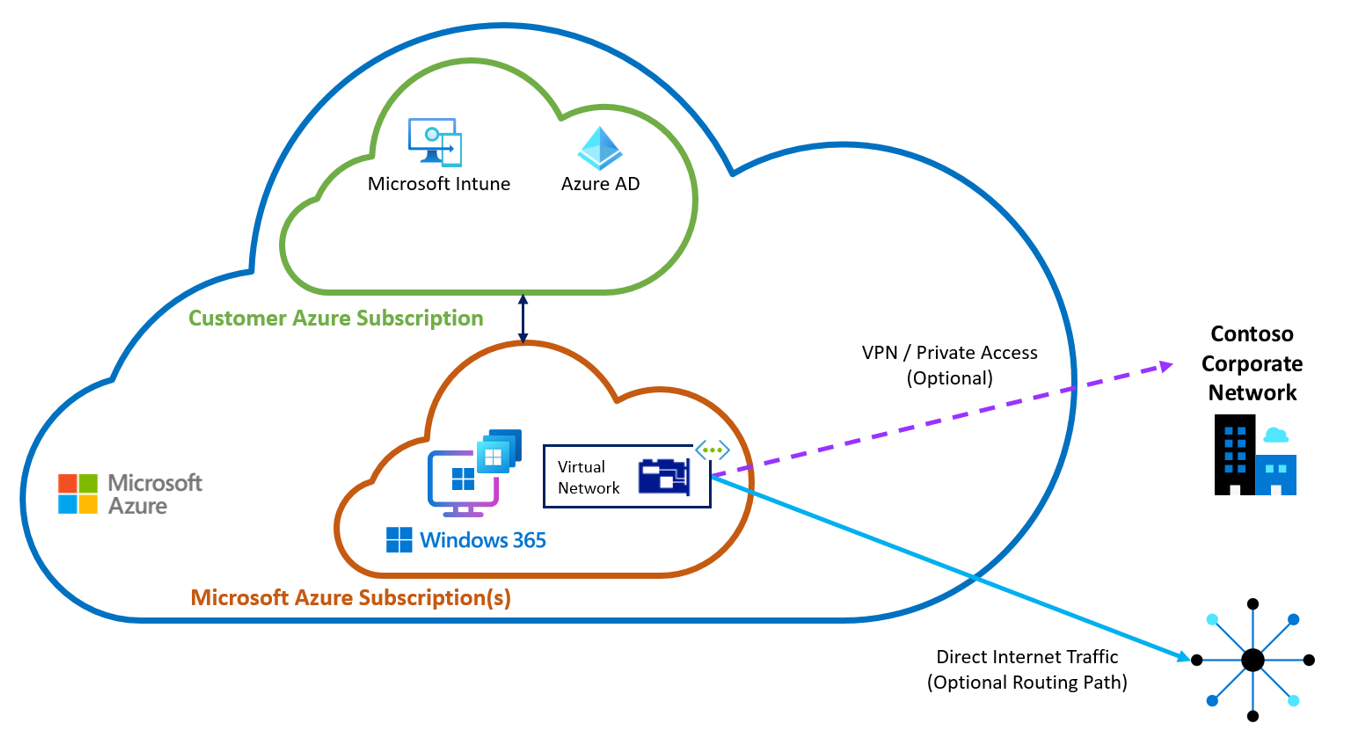 Microsoft Intune
Azure AD
Customer Azure Subscription
VPN / Private Access
(Optional)
Contoso
Corporate
Network
Microsoft
Azure
Virtual
Network
Windows 365
Microsoft Azure Subscription(s)
Direct Internet Traffic
(Optional Routing Path)